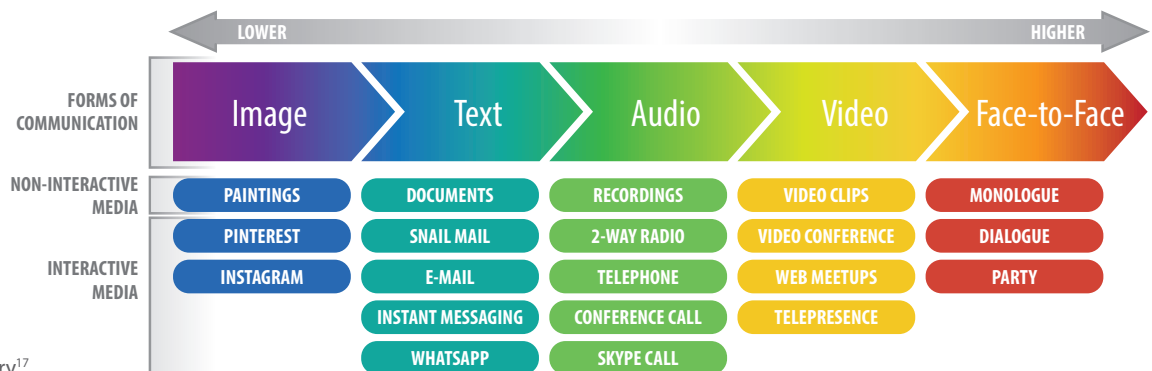 LOWER HIGHER
FORMS OF
COMMUNICATION
Image Text Audio Video Face-to-Face
NON-INTERACTIVE
MEDIA
PAINTINGS DOCUMENTS RECORDINGS VIDEO CLIPS MONOLOGUE
PINTEREST SNAIL MAIL 2-WAY RADIO VIDEO CONFERENCE DIALOGUE
INTERACTIVE
MEDIA
INSTAGRAM E-MAIL TELEPHONE WEB MEETUPS PARTY
INSTANT MESSAGING CONFERENCE CALL TELEPRESENCE
WHATSAPP SKYPE CALL
ry17